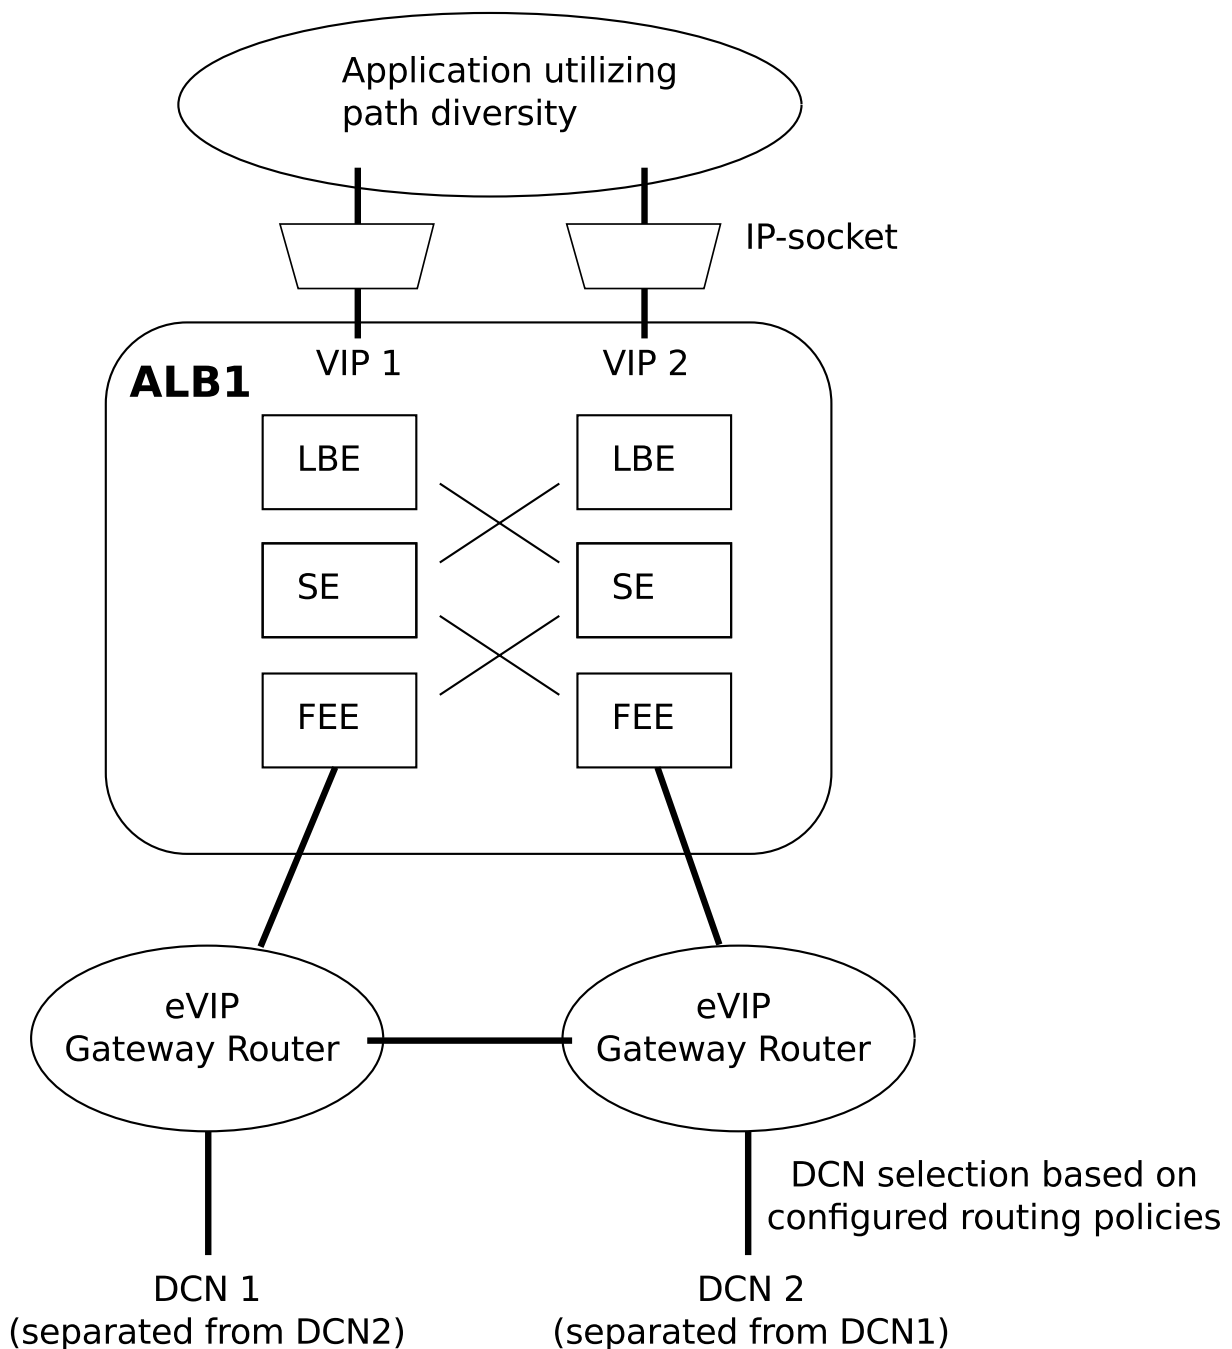 Application utilizing
path diversity
IP-socket
VIP 1
VIP 2
ALB1
LBE
LBE
SE
SE
FEE
FEE
eVIP
Gateway Router
eVIP
Gateway Router
DCN selection based on
configured routing policies
DCN 1
(separated from DCN2)
DCN 2
(separated from DCN1)